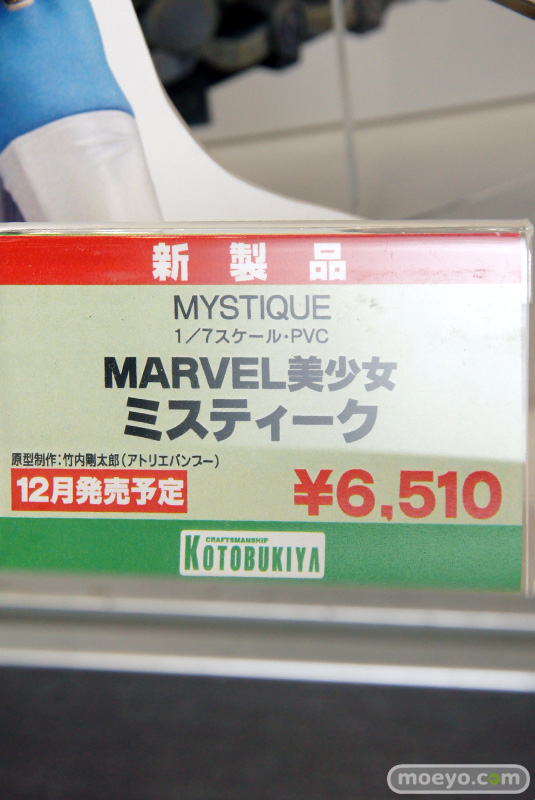 新製品
MYSTIQUE
1/7スケール・PVC
MARVEL美少女
ミスティーク
原型制作:竹内剛太郎(アトリエバンブー)
12月発売予定 ¥6,510
CRAFTSMANSHIP
KOTOBUKIYA
moeyo.com